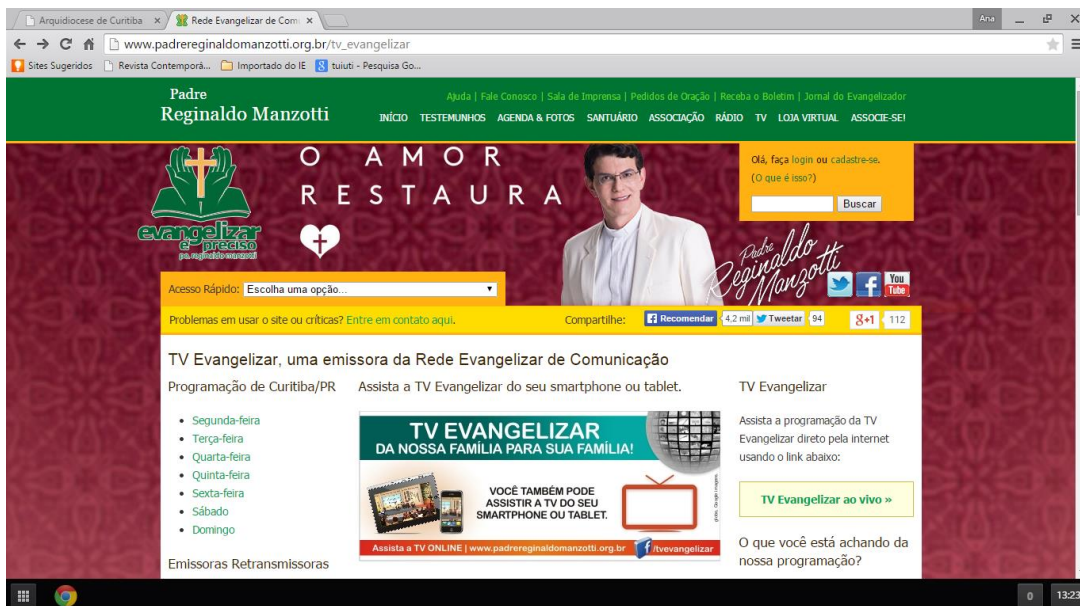 Arquidiocese de Curitiba
Rede Evangelizar de Com
Ana
www.padrereginaldomanzotti.org.br/tv_evangelizar
Sites Sugeridos
Revista Contemporâ...
Importado do IE
tuiuti - Pesquisa Go...
Padre
Reginaldo Manzotti
Ajuda | Fale Conosco | Sala de Imprensa | Pedidos de Oração | Receba o Boletim | Jornal do Evangelizador
INÍCIO TESTEMUNHOS AGENDA & FOTOS SANTUÁRIO ASSOCIAÇÃO RÁDIO TV LOJA VIRTUAL ASSOCIE-SE!
O AMOR
RESTAURA
evangelizar
é preciso
pe. reginaldo manzotti
Olá, faça login ou cadastre-se.
(O que é isso?)
Buscar
Padre
Reginaldo
Manzotti
You
Tube
Acesso Rápido: Escolha uma opção...
Problemas em usar o site ou críticas? Entre em contato aqui.
Compartilhe:
Recomendar 4,2 mil
Tweetar 94
g+1 112
TV Evangelizar, uma emissora da Rede Evangelizar de Comunicação
Programação de Curitiba/PR
Segunda-feira
Terça-feira
Quarta-feira
Quinta-feira
Sexta-feira
Sábado
Domingo
Emissoras Retransmissoras
Assista a TV Evangelizar do seu smartphone ou tablet.
TV EVANGELIZAR
DA NOSSA FAMÍLIA PARA SUA FAMÍLIA!
VOCÊ TAMBÉM PODE
ASSISTIR A TV DO SEU
SMARTPHONE OU TABLET.
Assista a TV ONLINE | www.padrereginaldomanzotti.org.br
/tvevangelizar
TV Evangelizar
Assista a programação da TV
Evangelizar direto pela internet
usando o link abaixo:
TV Evangelizar ao vivo »
O que você está achando da
nossa programação?
0
13:23